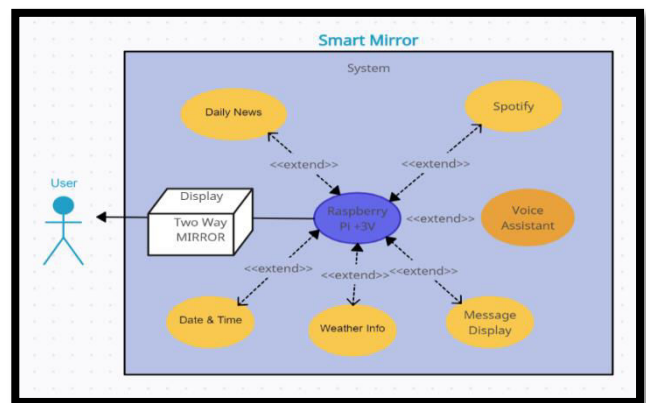 Smart Mirror
System
Daily News
Spotify
<<extend>>
<<extend>>
User
Display
Two Way
MIRROR
Raspberry
Pi +3V
<<extend>>
Voice
Assistant
<<extend>>
<<extend>>
<<extend>>
Date & Time
Weather Info
Message
Display